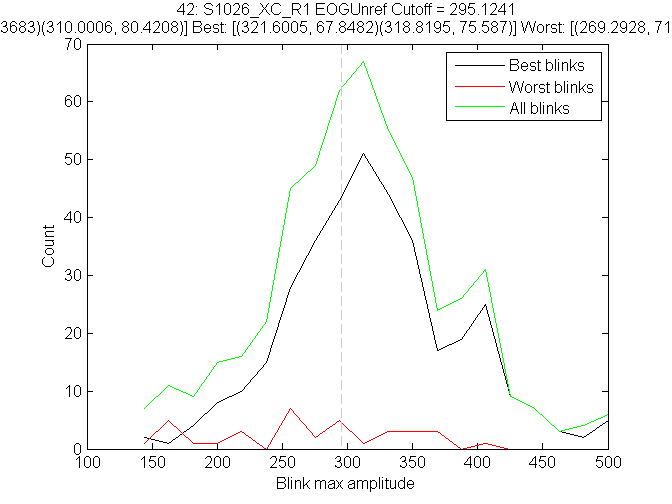 42: S1026_XC_R1 EOGUnref Cutoff = 295.1241
3683)(310.0006, 80.4208)] Best: [(321.6005, 67.8482)(318.8195, 75.587)] Worst: [(269.2928, 71
70
60
50
40
30
20
10
0
Count
Best blinks
Worst blinks
All blinks
100 150 200 250 300 350 400 450 500
Blink max amplitude